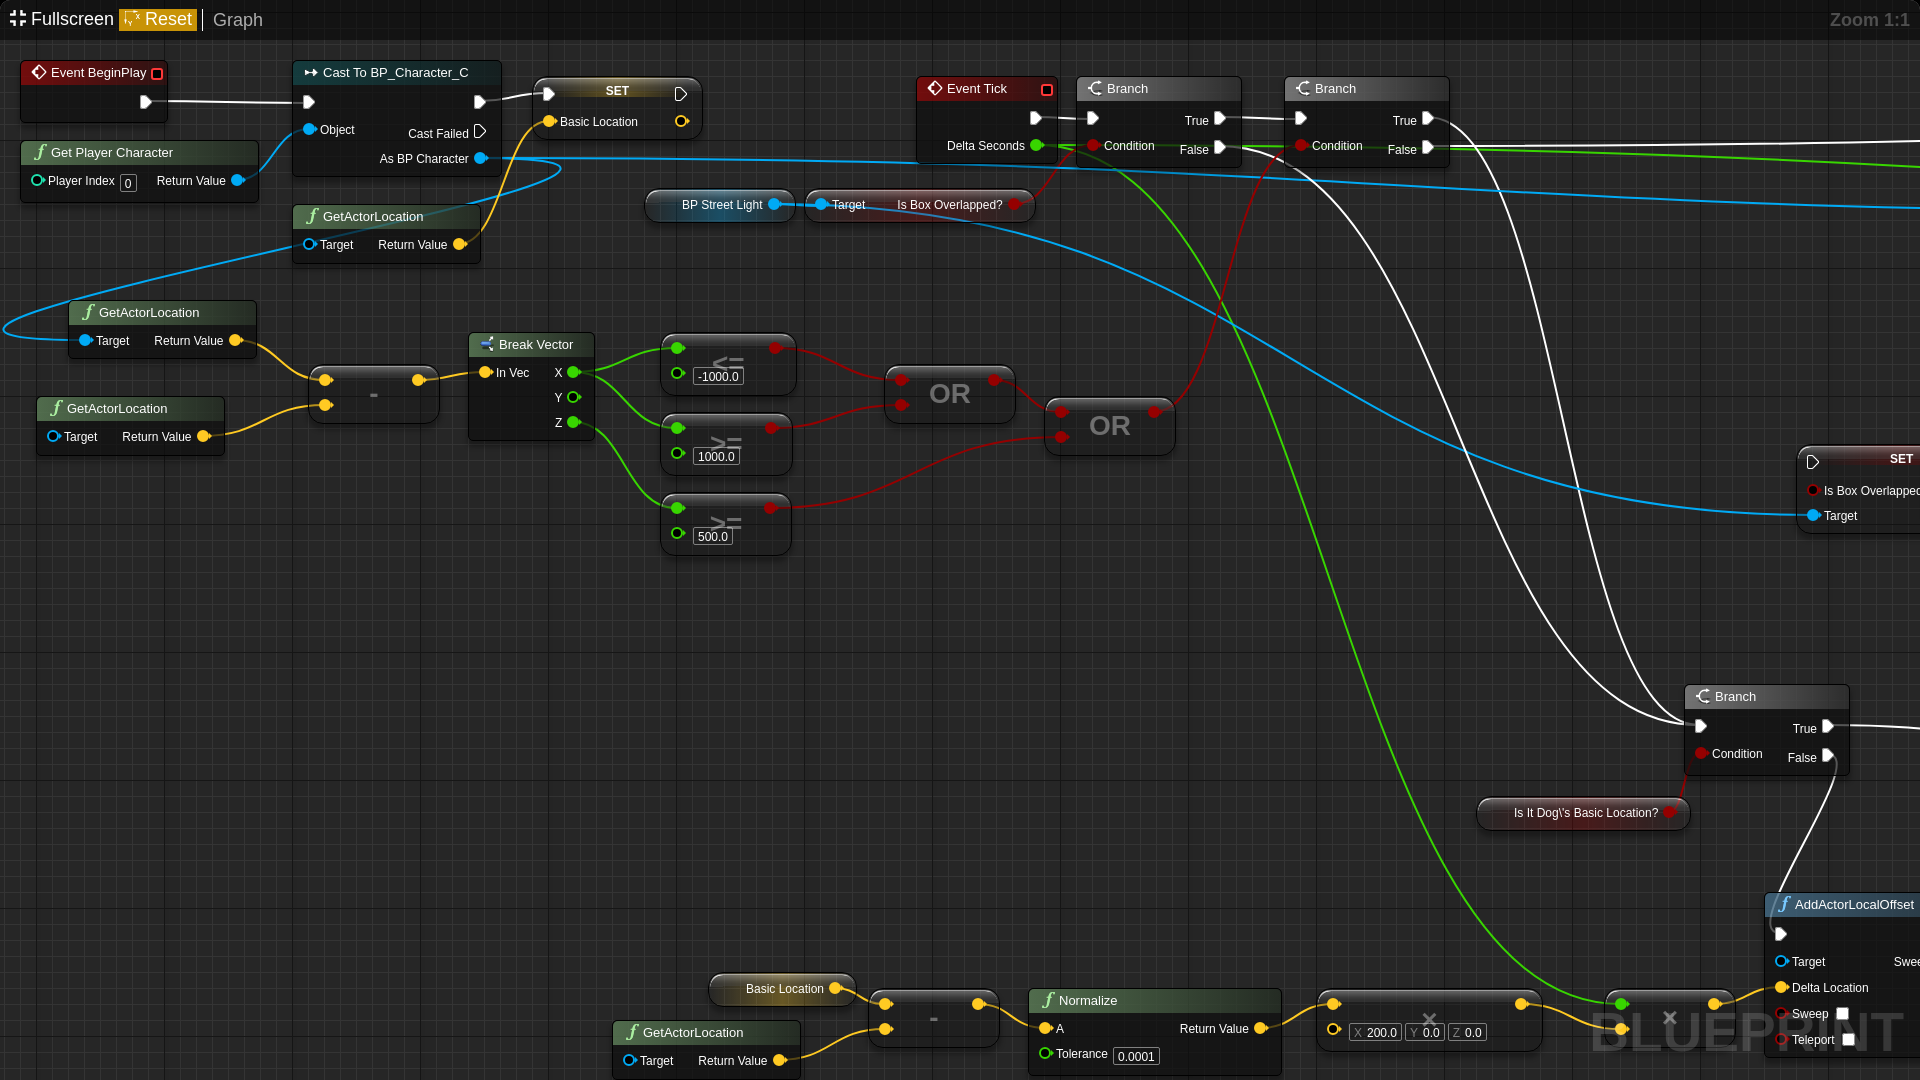 Fullscreen Reset Graph Zoom 1:1
Event BeginPlay
Cast To BP_Character_C
Object
Cast Failed
As BP Character
SET
Basic Location
Get Player Character
Player Index 0 Return Value
GetActorLocation
Target Return Value
Event Tick
Delta Seconds
Branch
True
Condition
False
Branch
True
Condition
False
BP Street Light
Target Is Box Overlapped?
GetActorLocation
Target Return Value
GetActorLocation
Target Return Value
-
Break Vector
In Vec X
Y
Z
<=
-1000.0
>=
1000.0
>=
500.0
OR
OR
SET
Is Box Overlapped
Target
Branch
True
Condition
False
Is It Dog\'s Basic Location?
AddActorLocalOffset
Target Swee
Delta Location
Sweep
Teleport
Basic Location
GetActorLocation
Target Return Value
-
Normalize
A Return Value
Tolerance 0.0001
×
X 200.0 Y 0.0 Z 0.0
×
BLUEPRINT